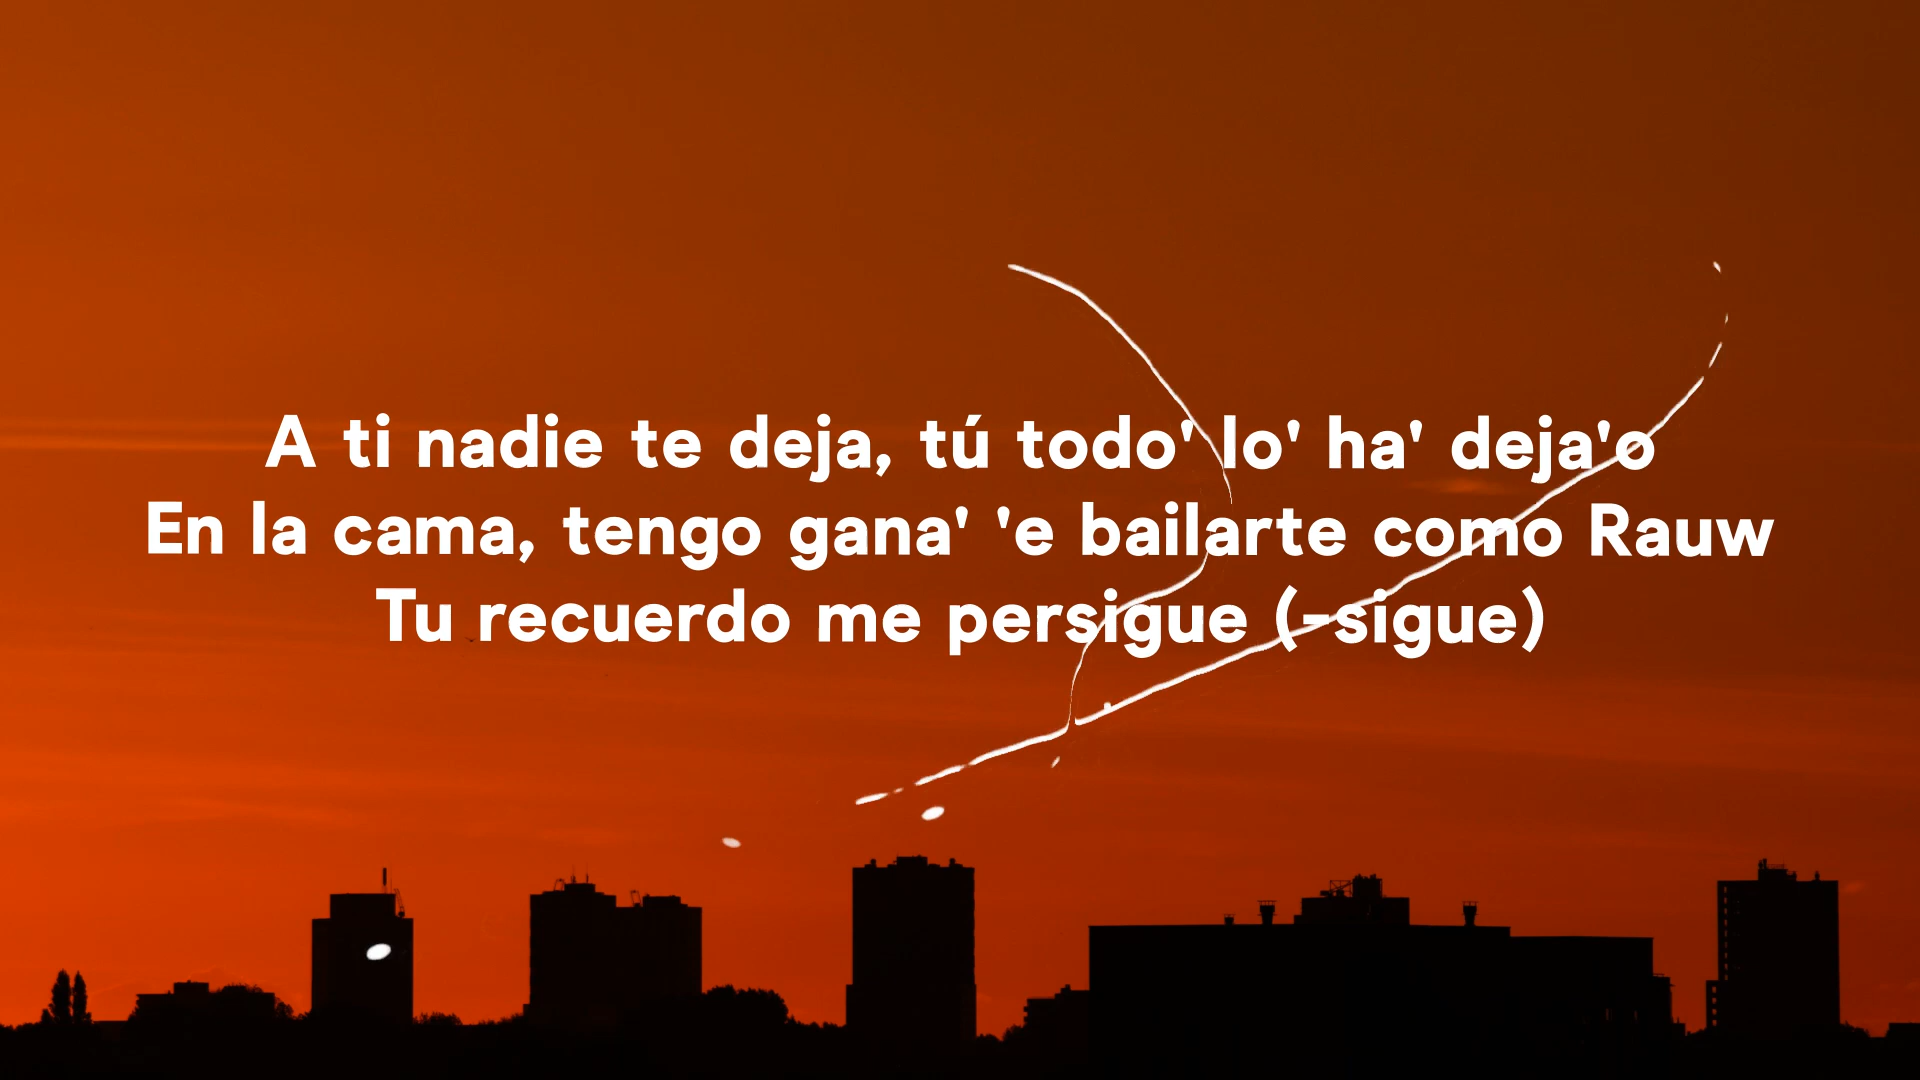 A ti nadie te deja, tú todo' lo' ha' deja'o
En la cama, tengo gana' 'e bailarte como Rauw
Tu recuerdo me persigue (-sigue)